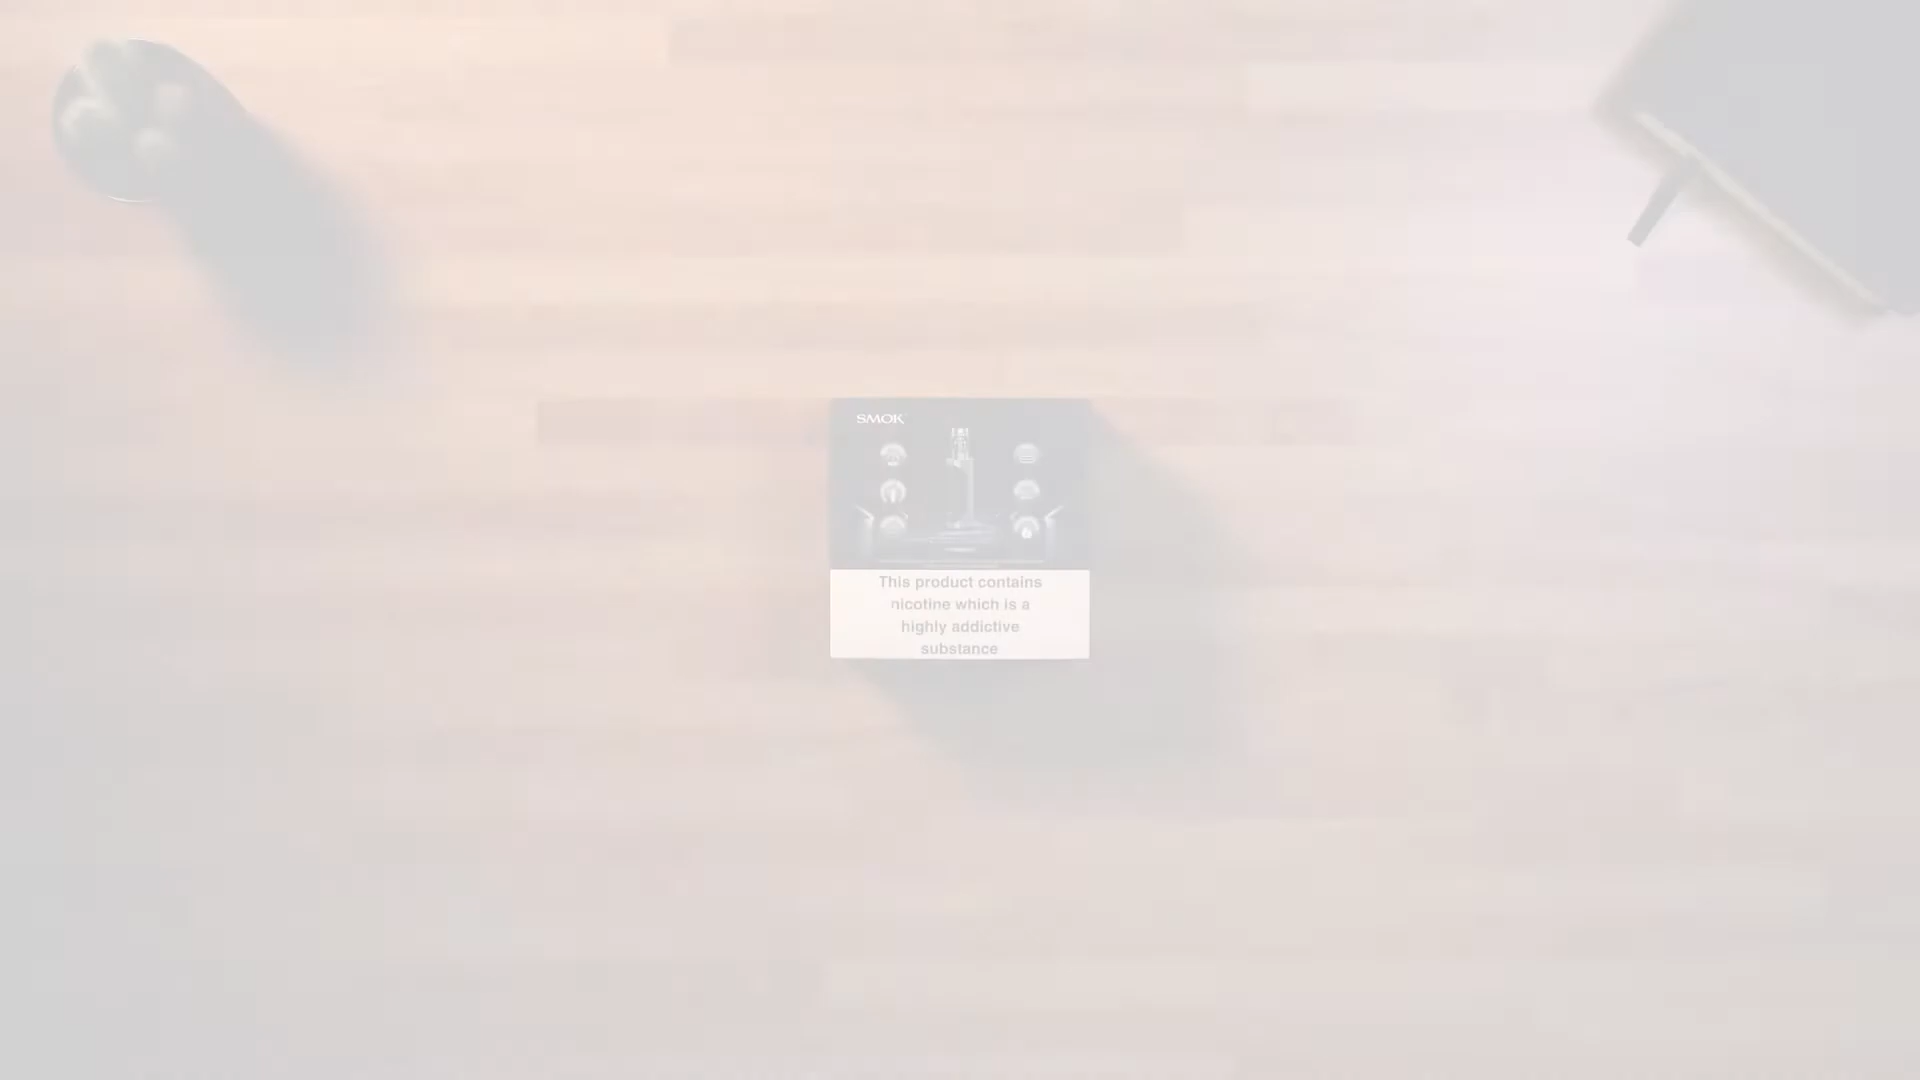 SMOK
This product contains
nicotine which is a
highly addictive
substance